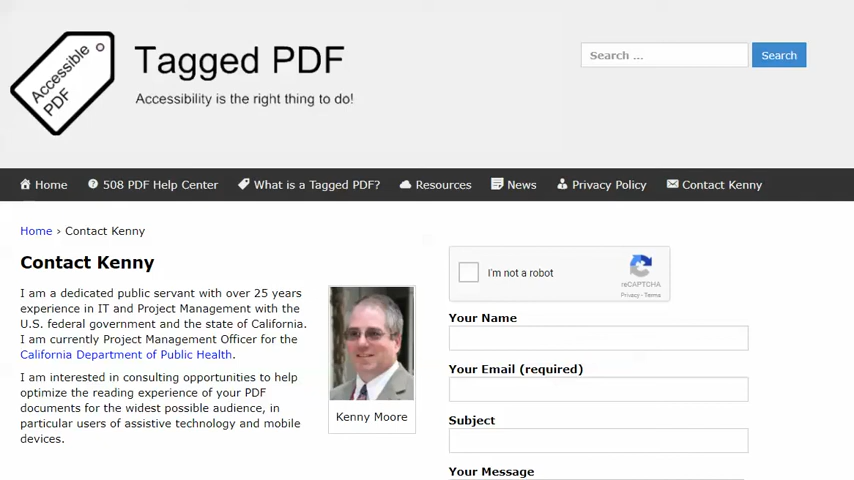 Accessible
PDF
Tagged PDF
Accessibility is the right thing to do!
Search ...
Search
Home
508 PDF Help Center
What is a Tagged PDF?
Resources
News
Privacy Policy
Contact Kenny
Home › Contact Kenny
Contact Kenny
I am a dedicated public servant with over 25 years
experience in IT and Project Management with the
U.S. federal government and the state of California.
I am currently Project Management Officer for the
California Department of Public Health.
I am interested in consulting opportunities to help
optimize the reading experience of your PDF
documents for the widest possible audience, in
particular users of assistive technology and mobile
devices.
Kenny Moore
I'm not a robot
reCAPTCHA
Privacy - Terms
Your Name
Your Email (required)
Subject
Your Message